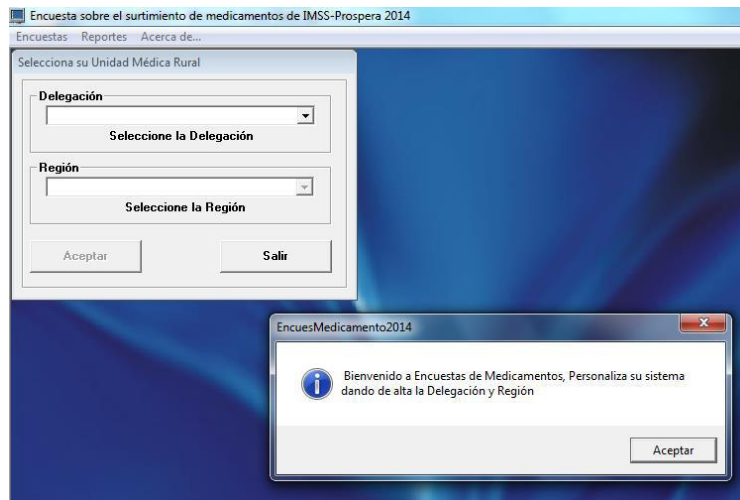 Encuesta sobre el surtimiento de medicamentos de IMSS-Prospera 2014
Encuestas Reportes Acerca de...
Selecciona su Unidad Médica Rural
Delegación
Seleccione la Delegación
Región
Seleccione la Región
Aceptar Salir
EncuesMedicamento2014
Bienvenido a Encuestas de Medicamentos, Personaliza su sistema
dando de alta la Delegación y Región
Aceptar